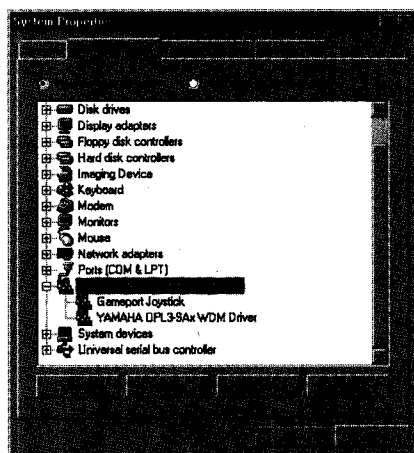 System Properties
Disk drives
Display adapters
Floppy disk controllers
Hard disk controllers
Imaging Device
Keyboard
Modem
Monitors
Mouse
Network adapters
Ports (COM & LPT)
Gameport Joystick
YAMAHA OPL3-SAx WDM Driver
System devices
Universal serial bus controller